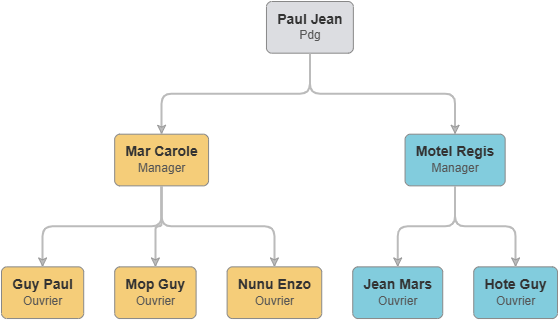 Paul Jean
Pdg
Mar Carole
Manager
Motel Regis
Manager
Guy Paul
Ouvrier
Mop Guy
Ouvrier
Nunu Enzo
Ouvrier
Jean Mars
Ouvrier
Hote Guy
Ouvrier